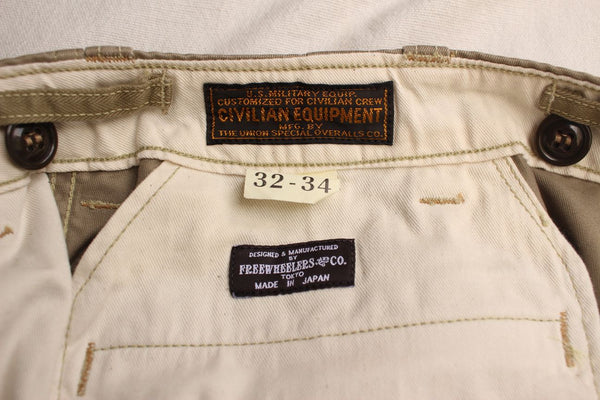 U.S. MILITARY EQUIP.
CUSTOMIZED FOR CIVILIAN CREW
CIVILIAN EQUIPMENT
MFG. BY
THE UNION SPECIAL OVERALLS CO.
32-34
DESIGNED & MANUFACTURED
BY
FREEWHEELERS AND CO.
TOKYO
MADE IN JAPAN